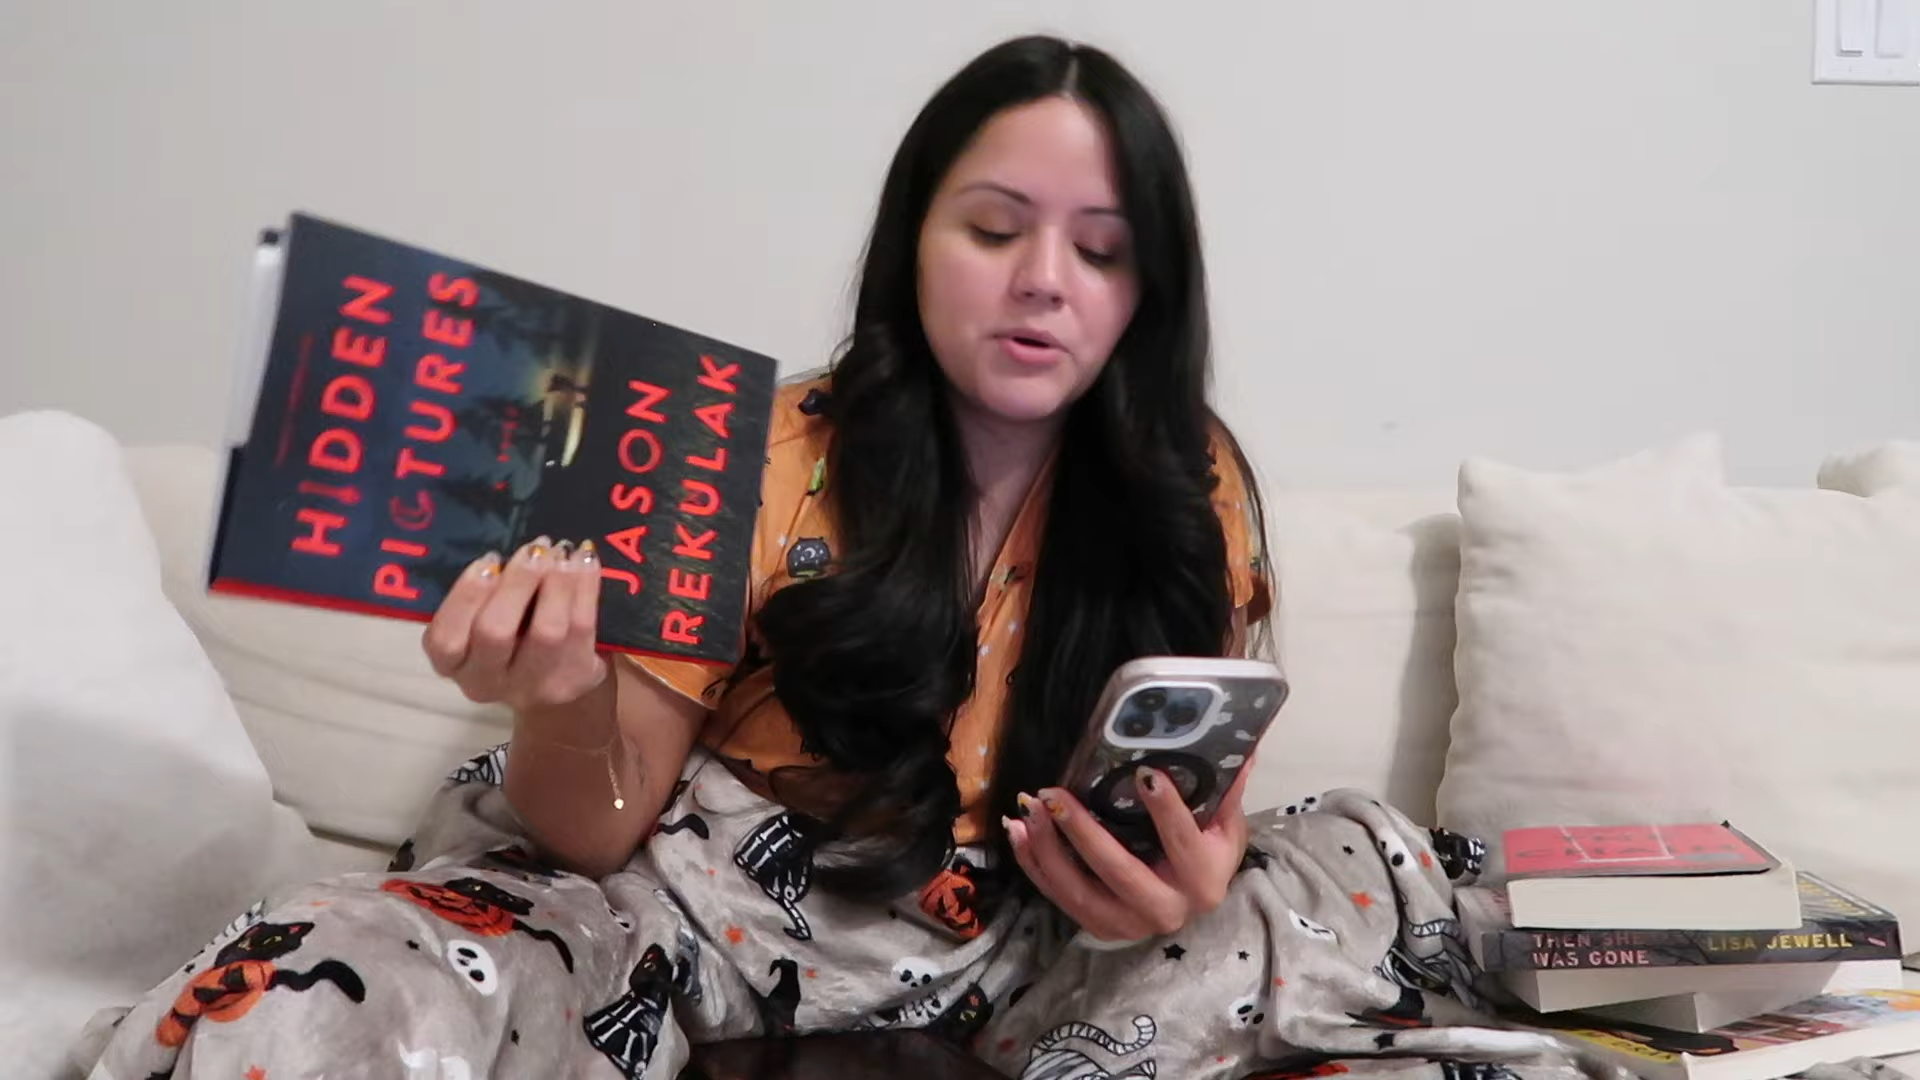 HIDDEN
PICTURES
JASON
REKULAK
THEN SHE
WAS GONE
LISA JEWELL